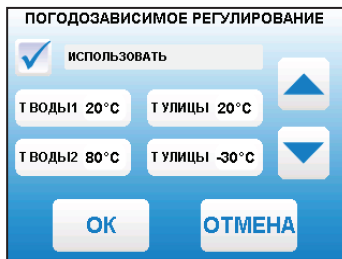 ПОГОДОЗАВИСИМОЕ РЕГУЛИРОВАНИЕ
ИСПОЛЬЗОВАТЬ
Т ВОДЫ1 20°C Т УЛИЦЫ 20°C
Т ВОДЫ2 80°C Т УЛИЦЫ -30°C
ОК ОТМЕНА